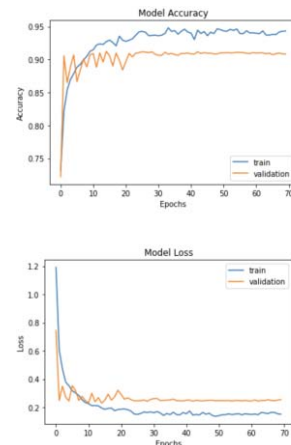 Model Accuracy
0.95
0.90
0.85
0.80
0.75
Accuracy
train
validation
0 10 20 30 40 50 60 70
Epochs
Model Loss
1.2
1.0
0.8
0.6
0.4
0.2
Loss
train
validation
0 10 20 30 40 50 60 70
Epochs